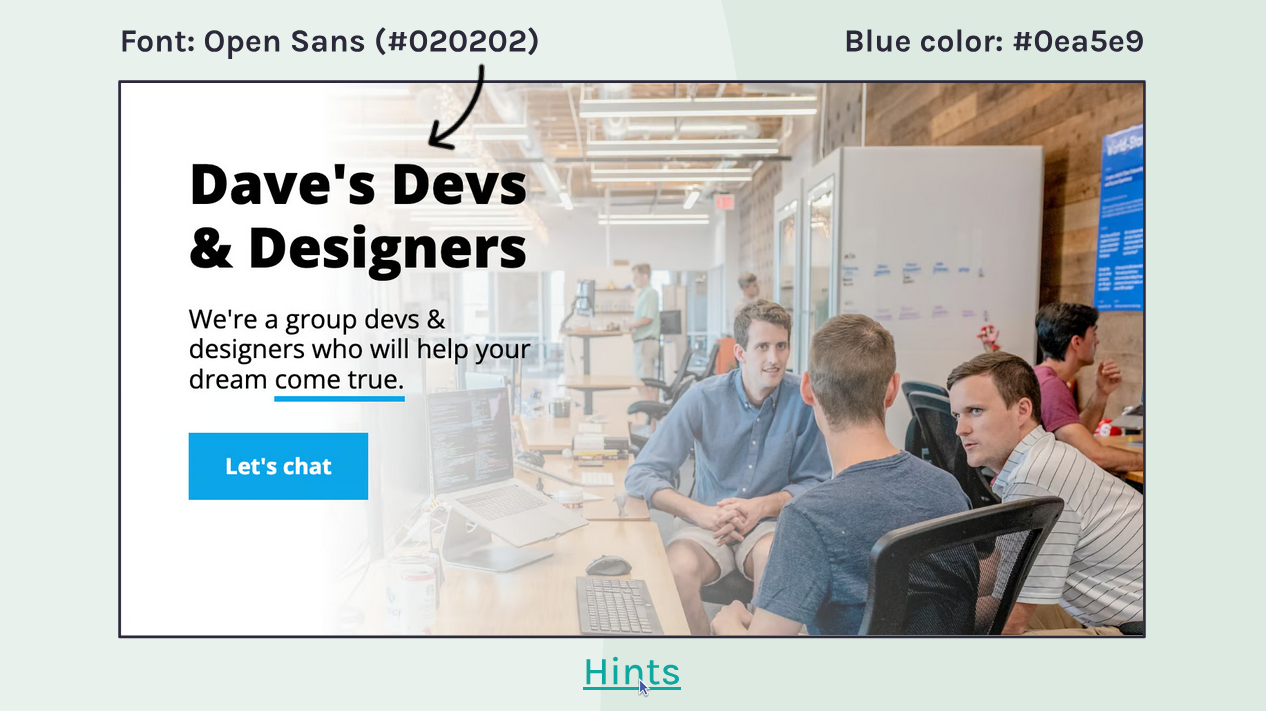 Font: Open Sans (#020202)
Blue color: #0ea5e9
Dave's Devs
& Designers
We're a group devs &
designers who will help your
dream come true.
Let's chat
Hints